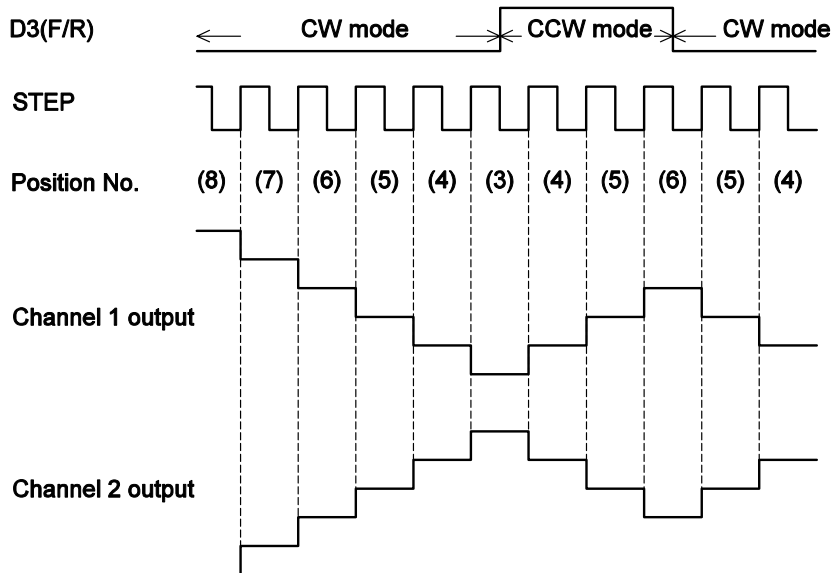 D3(F/R) CW mode CCW mode CW mode
STEP
Position No. (8) (7) (6) (5) (4) (3) (4) (5) (6) (5) (4)
Channel 1 output
Channel 2 output